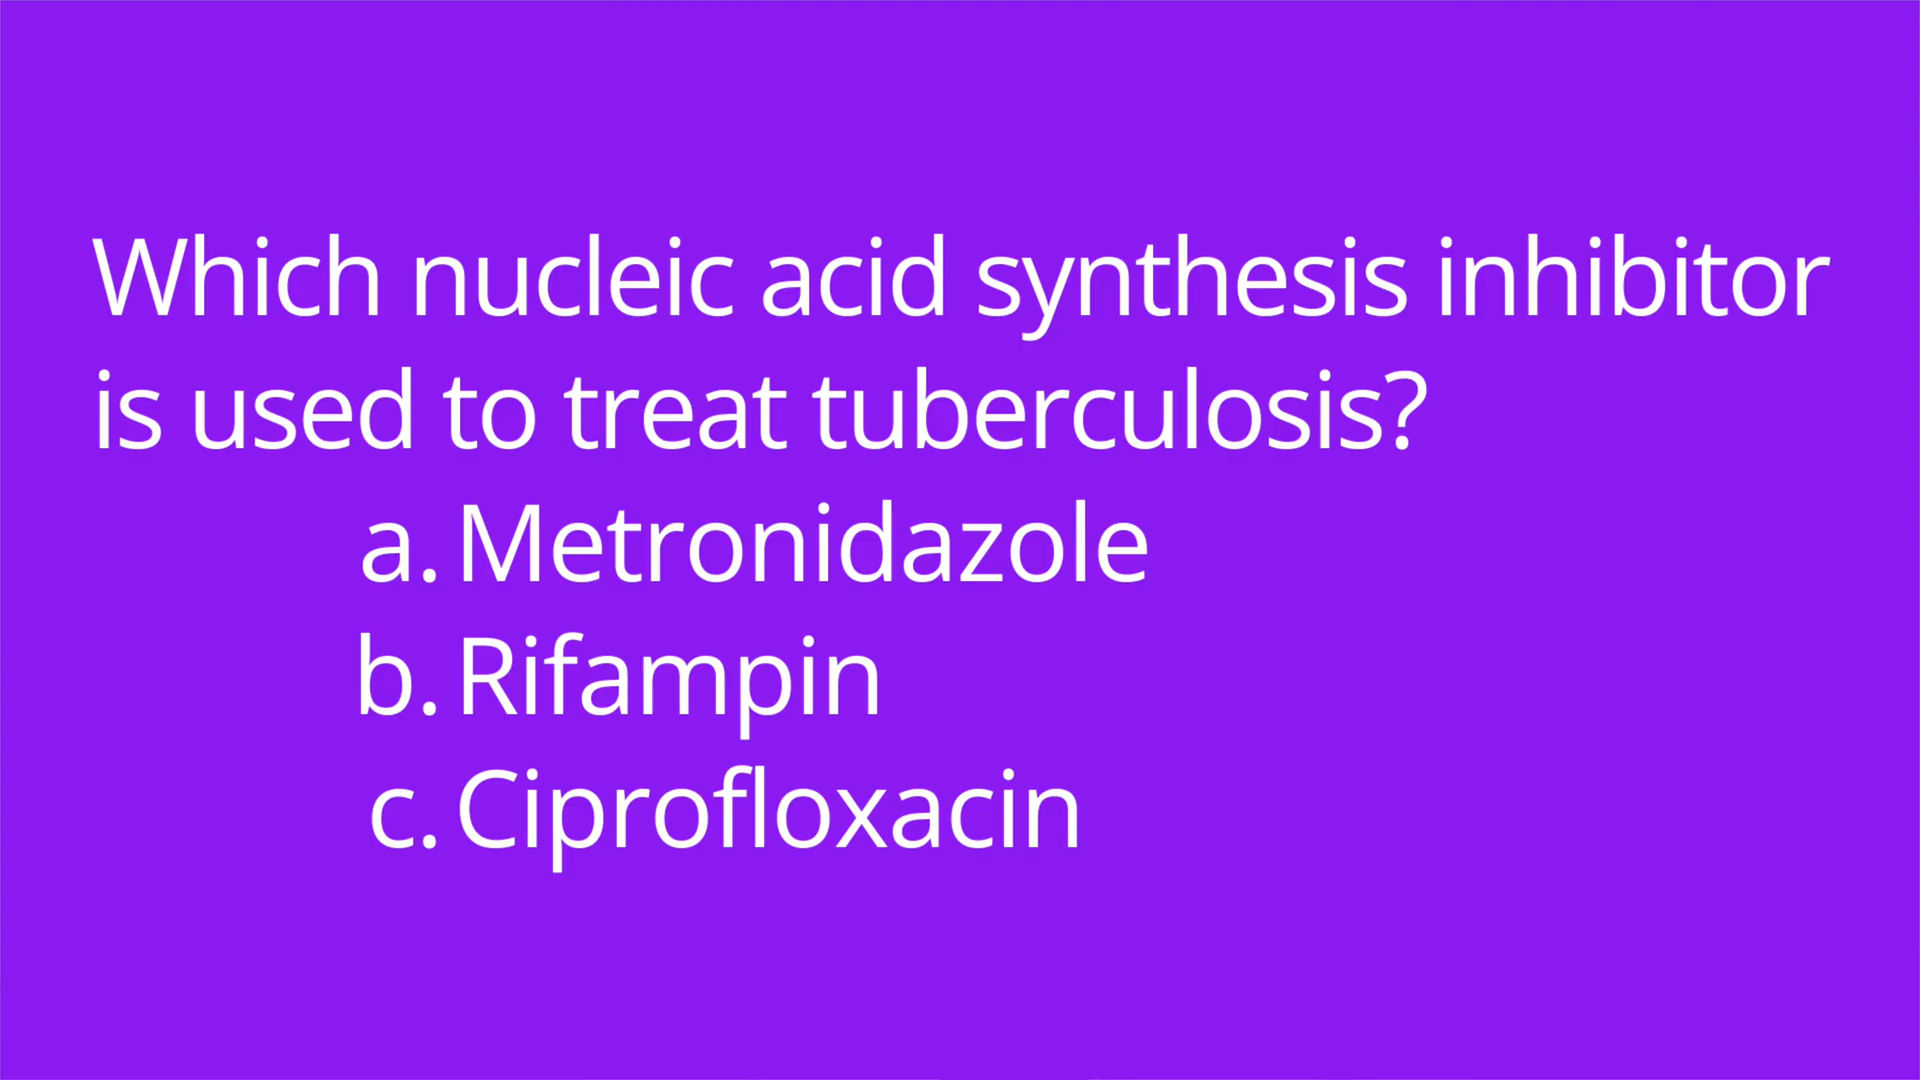 Which nucleic acid synthesis inhibitor
is used to treat tuberculosis?
a. Metronidazole
b. Rifampin
c. Ciprofloxacin